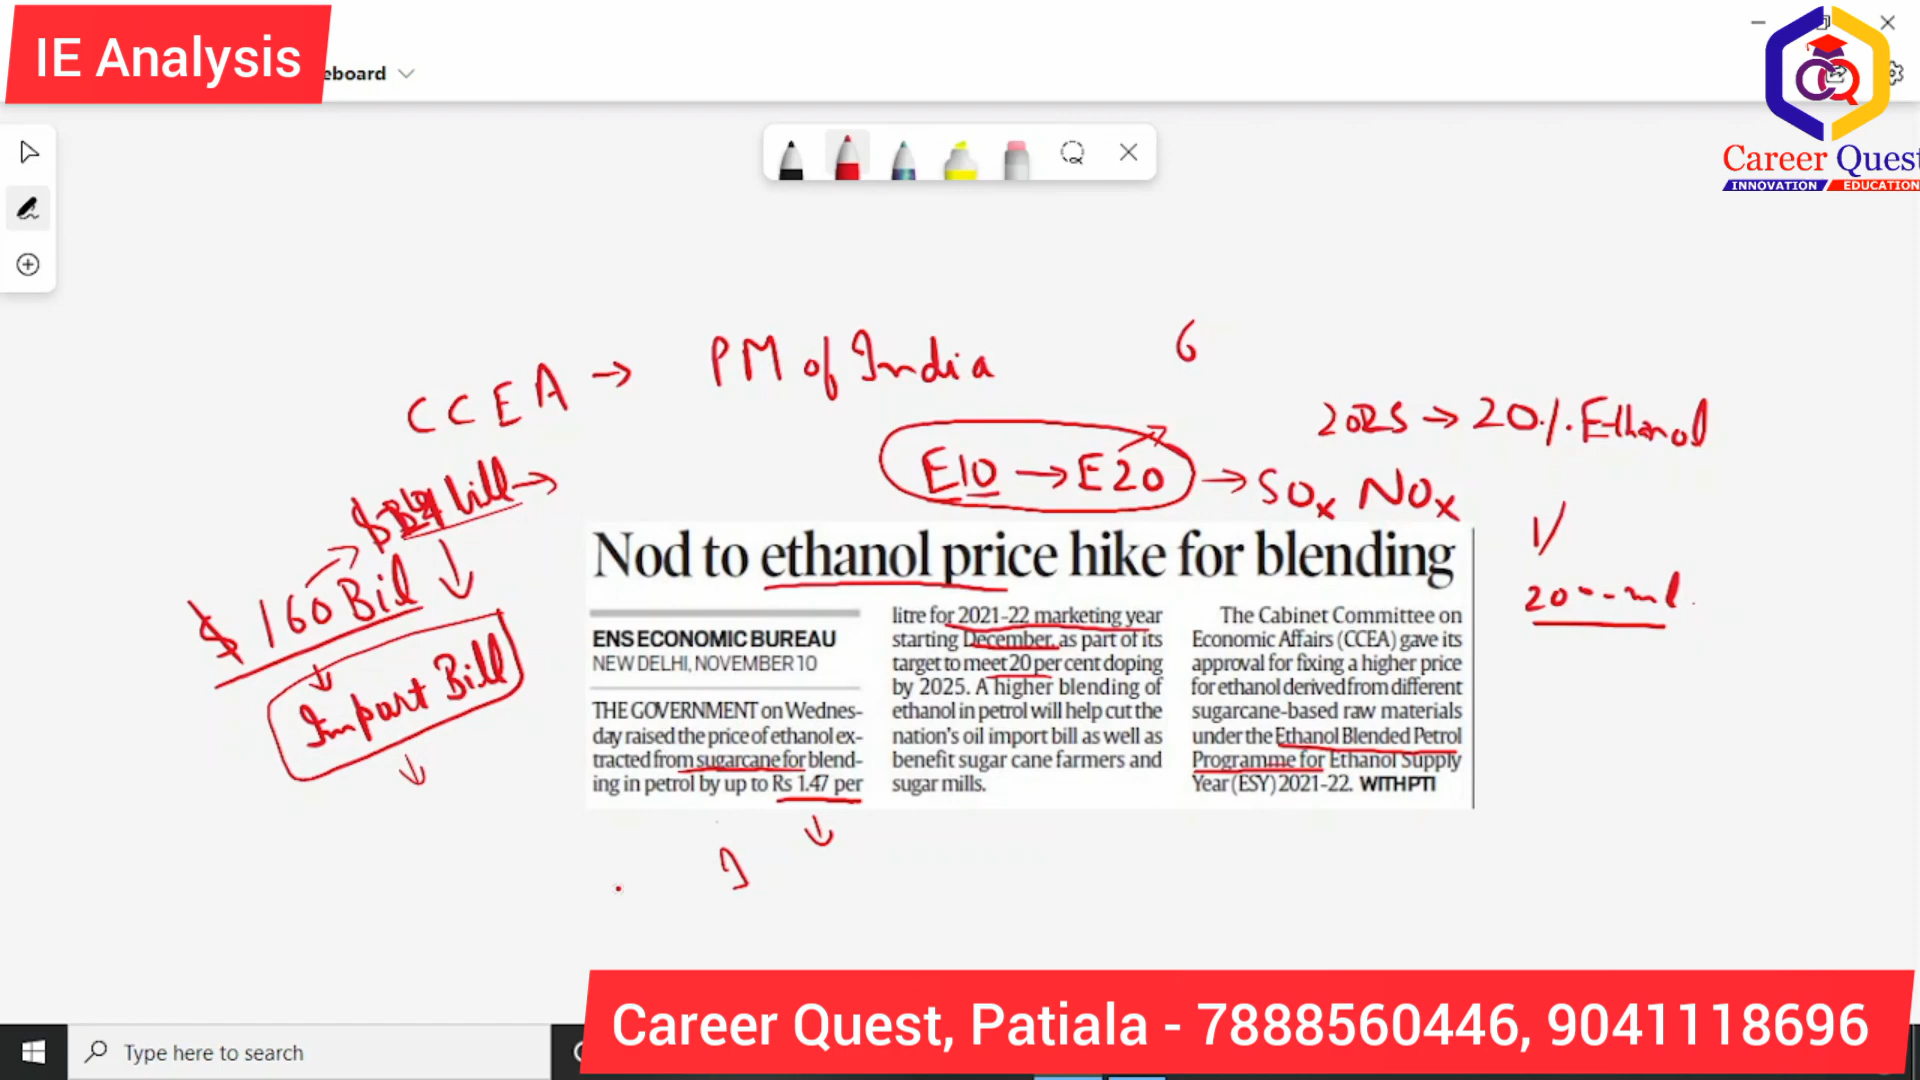 IE Analysis
eboard
Career Quest
INNOVATION EDUCATION
PM of India
6
CCEA →
2025 → 20% Ethanol
E10 → E20 → SOx NOx
$ bill →
1l
$ 160 Bil
200 ml.
Import Bill
Nod to ethanol price hike for blending
ENS ECONOMIC BUREAU
NEW DELHI, NOVEMBER 10
THE GOVERNMENT on Wednes-
day raised the price of ethanol ex-
tracted from sugarcane for blend-
ing in petrol by up to Rs 1.47 per
litre for 2021-22 marketing year
starting December, as part of its
target to meet 20 per cent doping
by 2025. A higher blending of
ethanol in petrol will help cut the
nation's oil import bill as well as
benefit sugar cane farmers and
sugar mills.
The Cabinet Committee on
Economic Affairs (CCEA) gave its
approval for fixing a higher price
for ethanol derived from different
sugarcane-based raw materials
under the Ethanol Blended Petrol
Programme for Ethanol Supply
Year (ESY) 2021-22. WITH PTI
Career Quest, Patiala - 7888560446, 9041118696
Type here to search